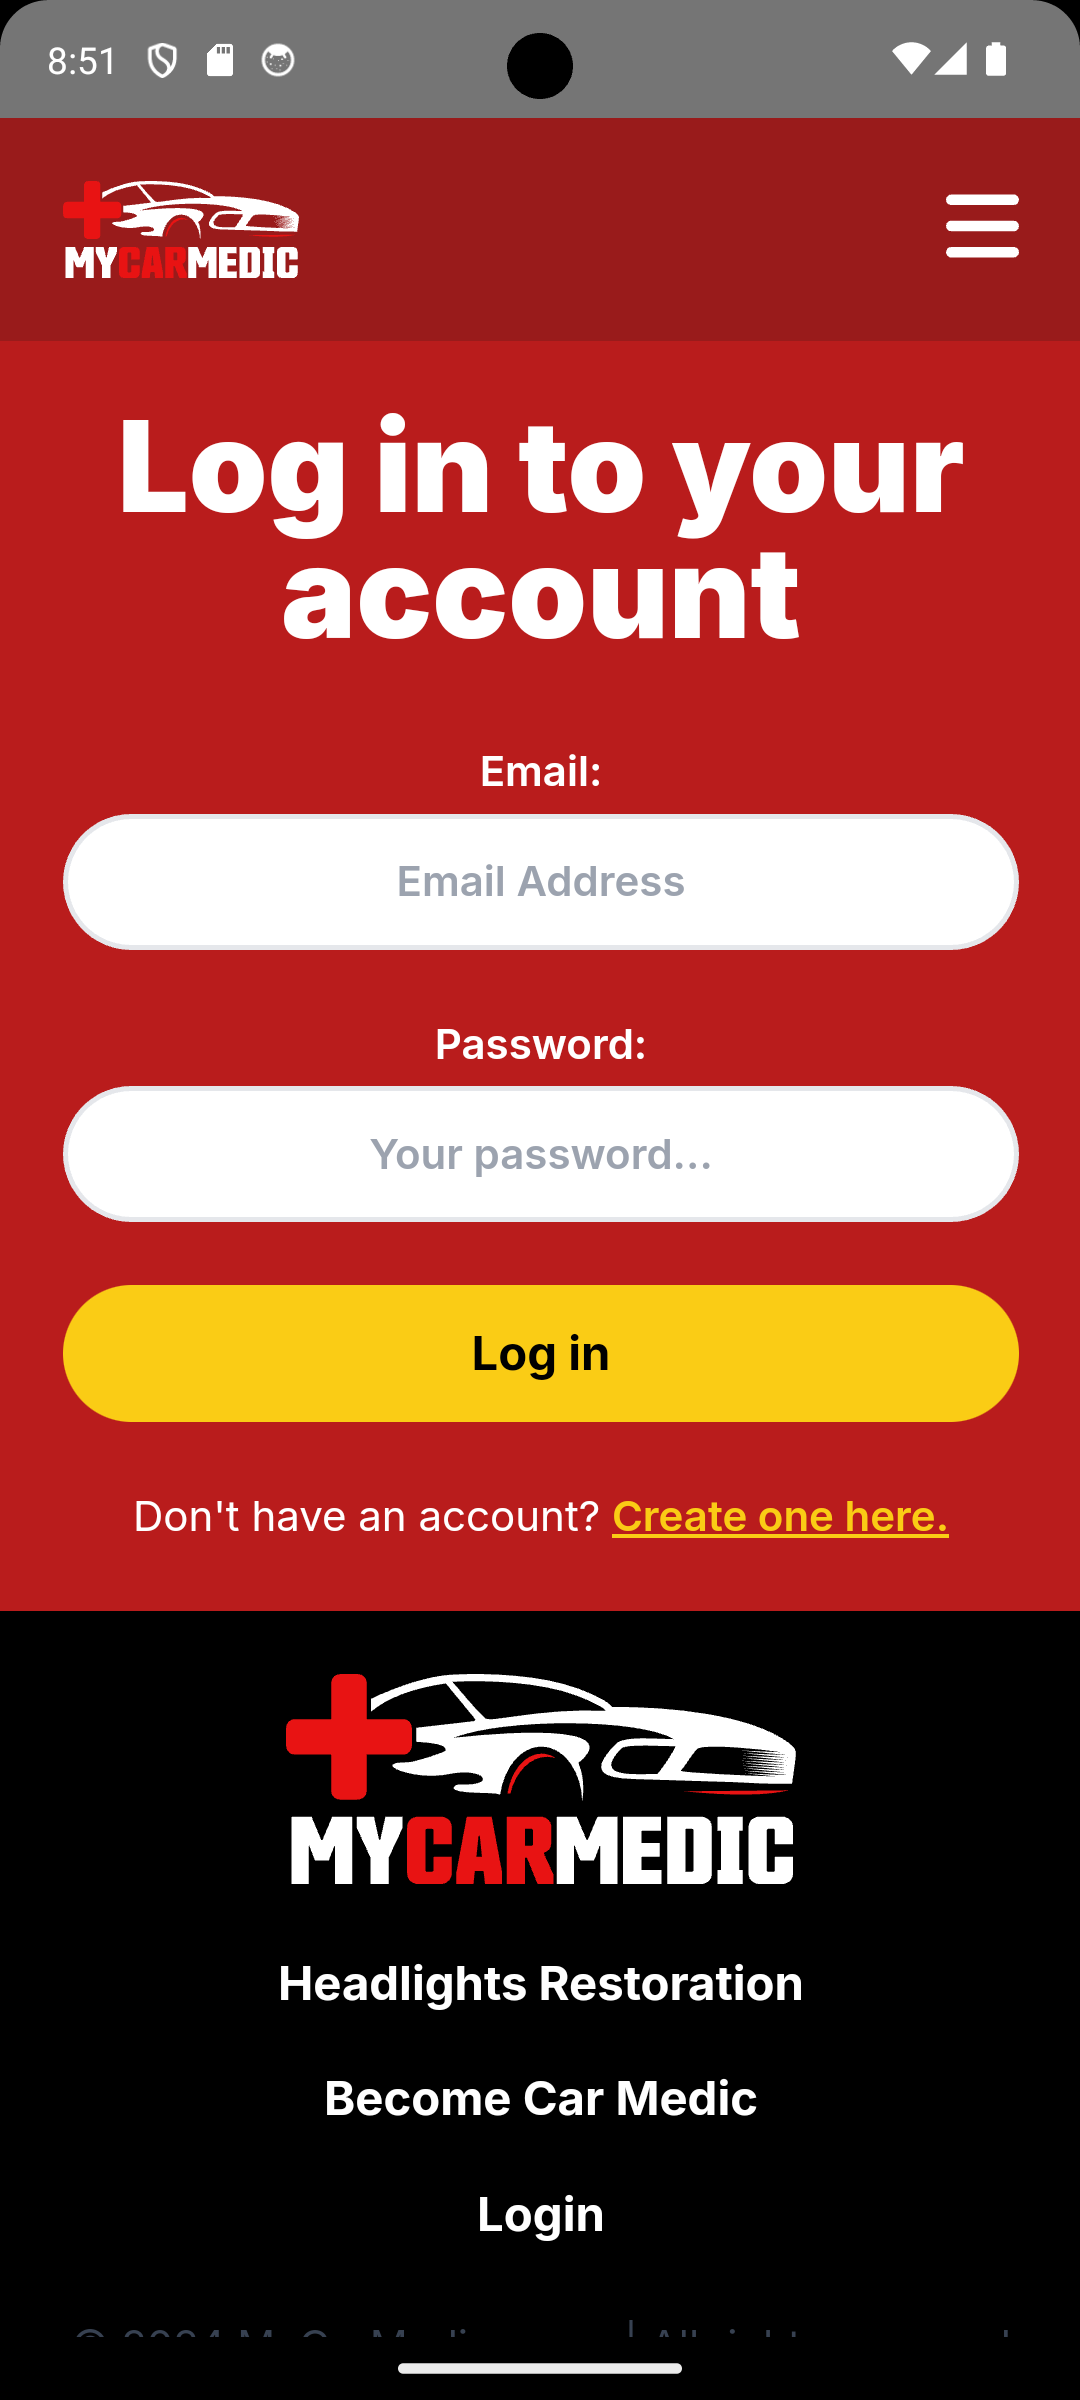 8:51
MYCARMEDIC
Log in to your
account
Email:
Email Address
Password:
Your password...
Log in
Don't have an account? Create one here.
MYCARMEDIC
Headlights Restoration
Become Car Medic
Login